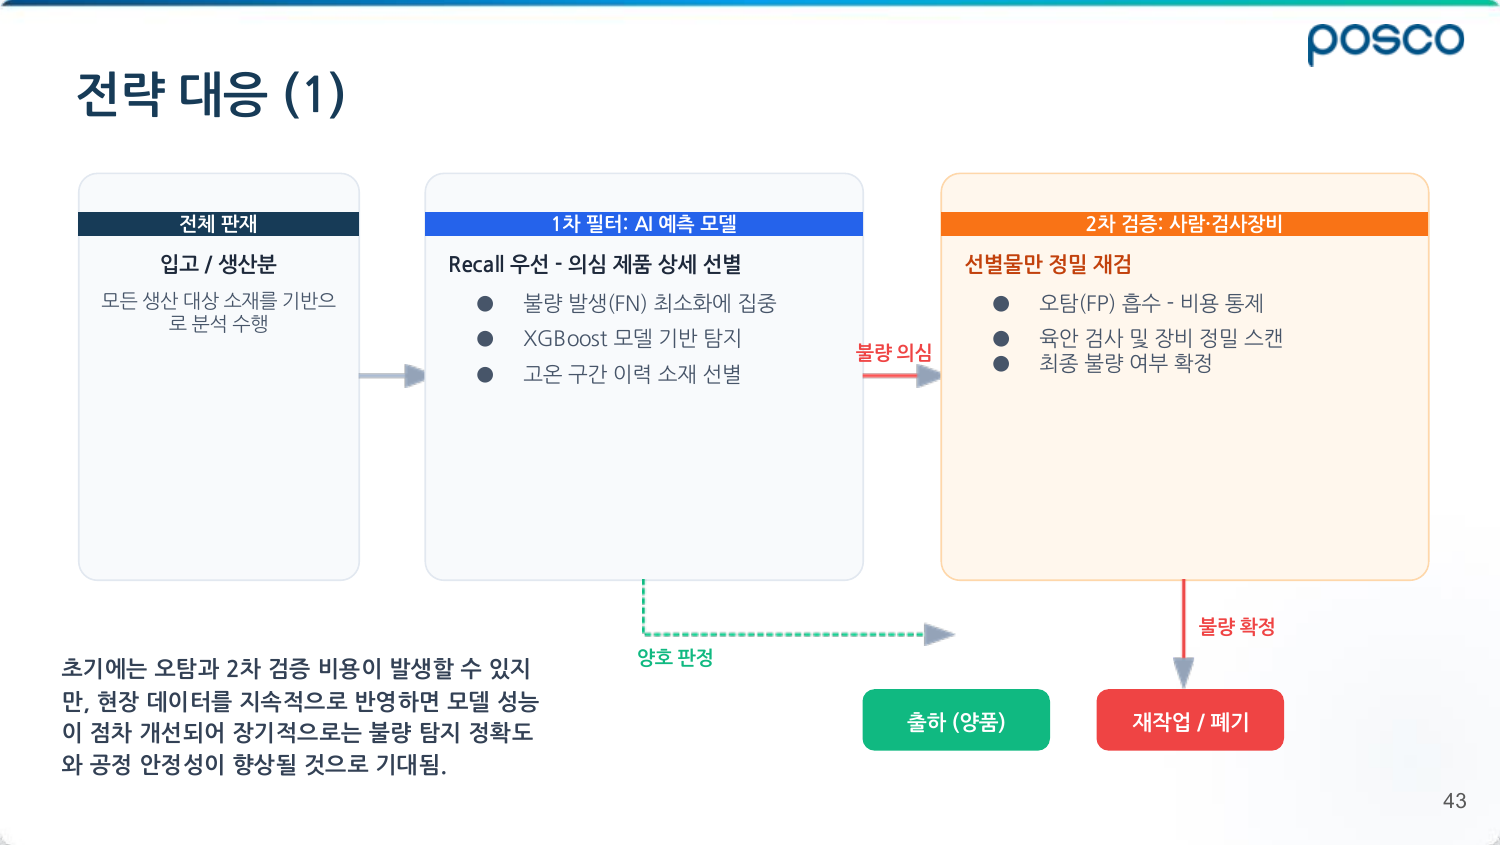 posco
전략 대응 (1)
전체 판재
입고 / 생산분
모든 생산 대상 소재를 기반으
로 분석 수행
1차 필터: AI 예측 모델
Recall 우선 - 의심 제품 상세 선별
● 불량 발생(FN) 최소화에 집중
● XGBoost 모델 기반 탐지
● 고온 구간 이력 소재 선별
불량 의심
2차 검증: 사람·검사장비
선별물만 정밀 재검
● 오탐(FP) 흡수 - 비용 통제
● 육안 검사 및 장비 정밀 스캔
● 최종 불량 여부 확정
양호 판정
불량 확정
출하 (양품)
재작업 / 폐기
초기에는 오탐과 2차 검증 비용이 발생할 수 있지
만, 현장 데이터를 지속적으로 반영하면 모델 성능
이 점차 개선되어 장기적으로는 불량 탐지 정확도
와 공정 안정성이 향상될 것으로 기대됨.
43